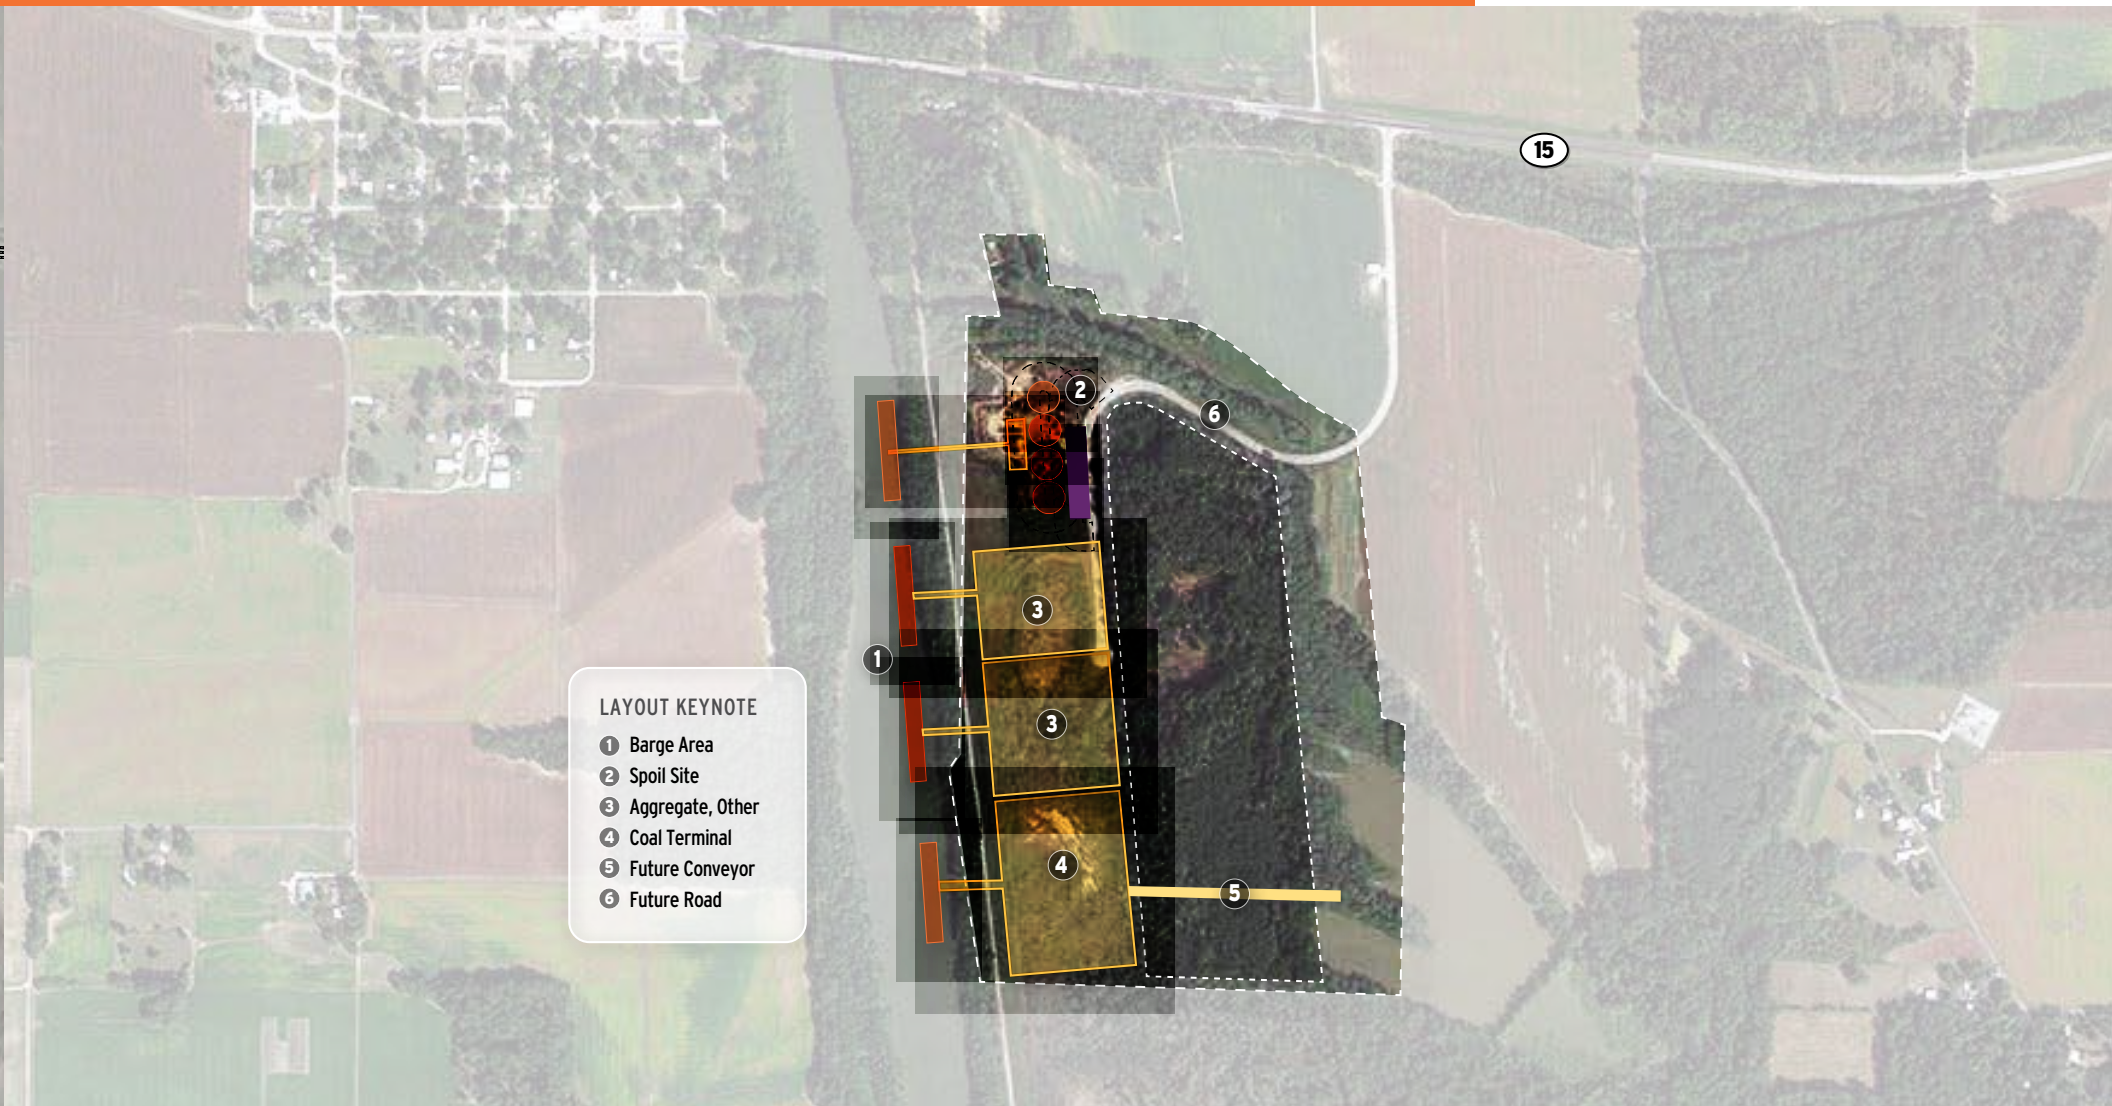 15
2
6
3
1
3
4
5
LAYOUT KEYNOTE
1 Barge Area
2 Spoil Site
3 Aggregate, Other
4 Coal Terminal
5 Future Conveyor
6 Future Road